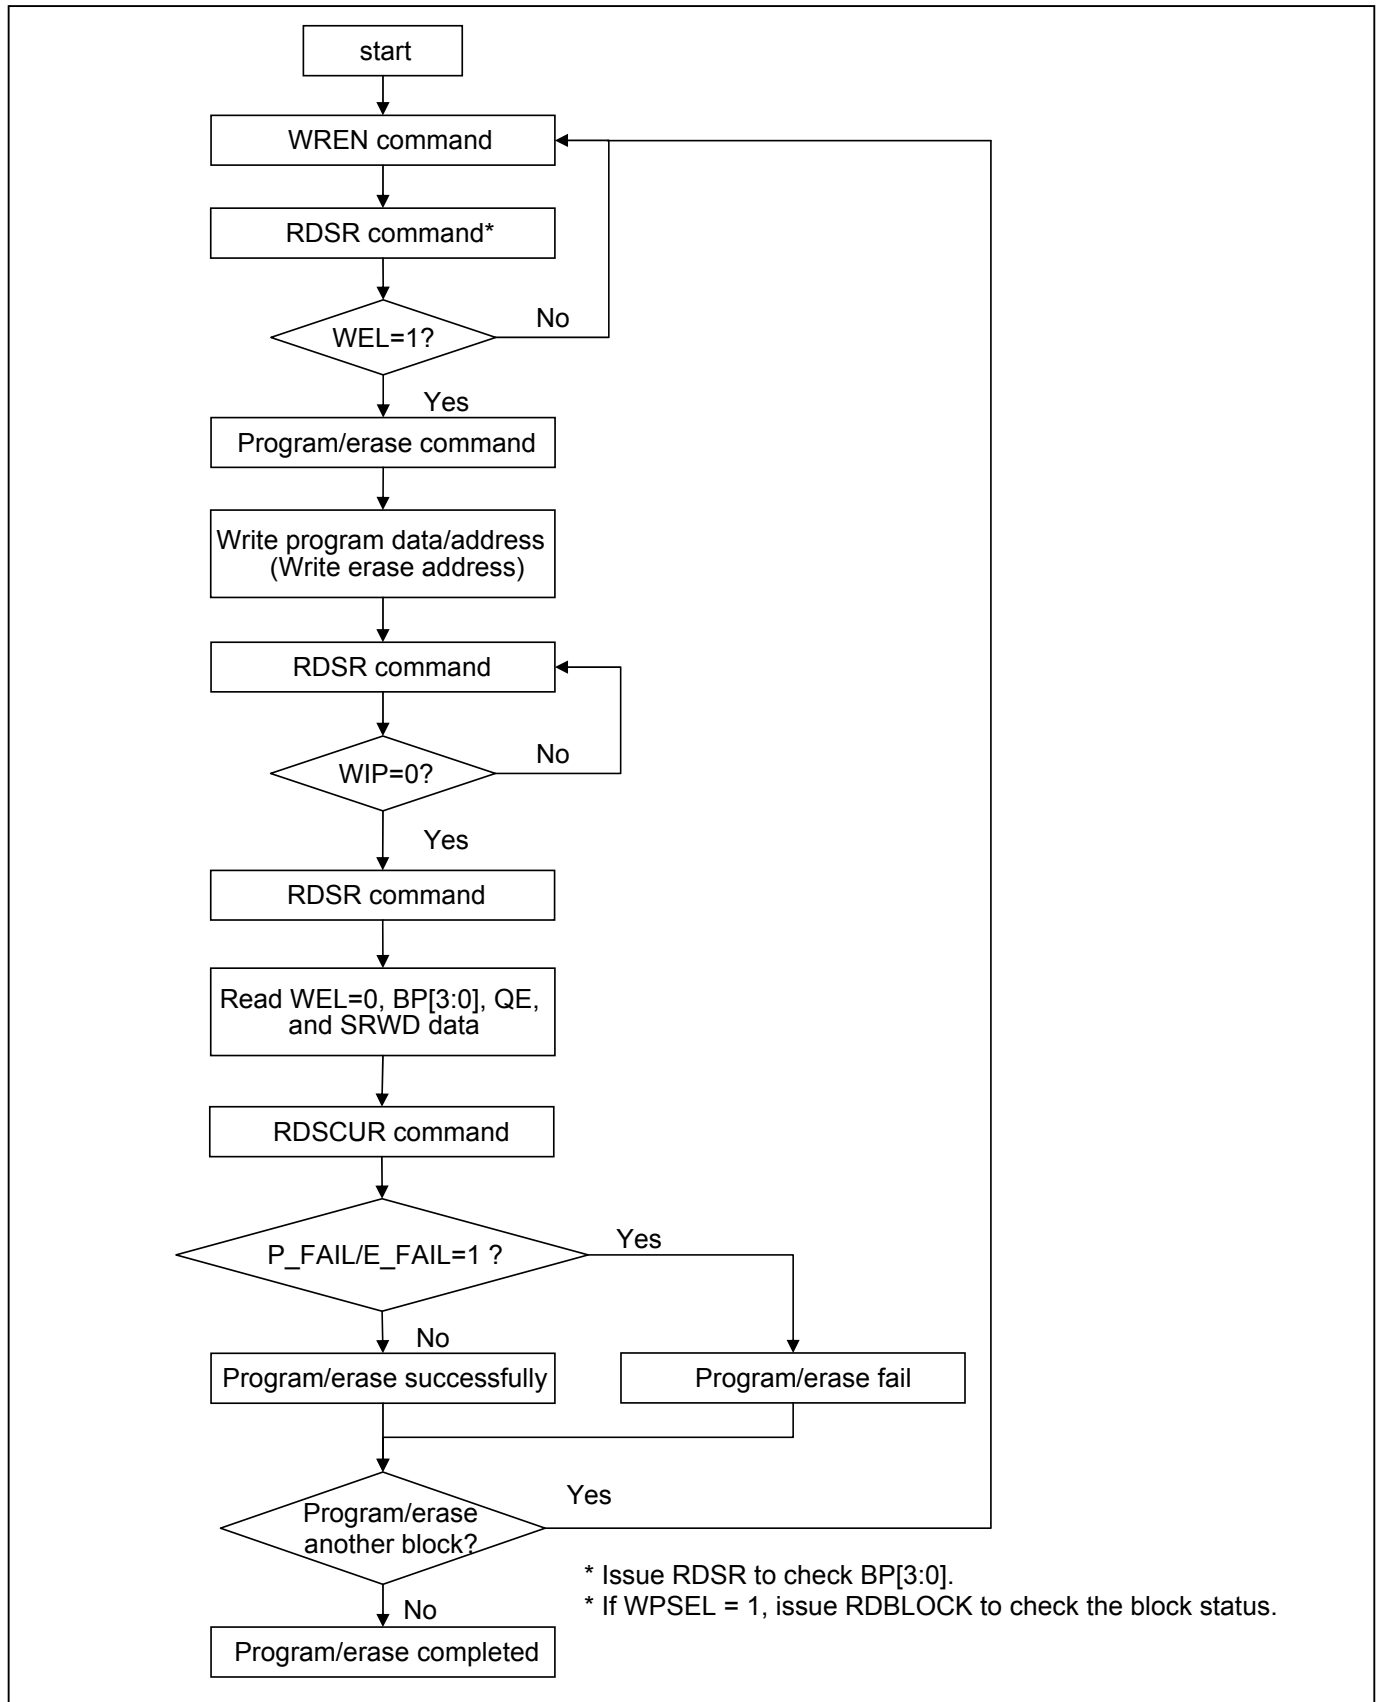 start
WREN command
RDSR command*
WEL=1?
No
Yes
Program/erase command
Write program data/address
(Write erase address)
RDSR command
WIP=0?
No
Yes
RDSR command
Read WEL=0, BP[3:0], QE,
and SRWD data
RDSCUR command
P_FAIL/E_FAIL=1 ?
Yes
No
Program/erase successfully
Program/erase fail
Program/erase
another block?
Yes
* Issue RDSR to check BP[3:0].
* If WPSEL = 1, issue RDBLOCK to check the block status.
No
Program/erase completed